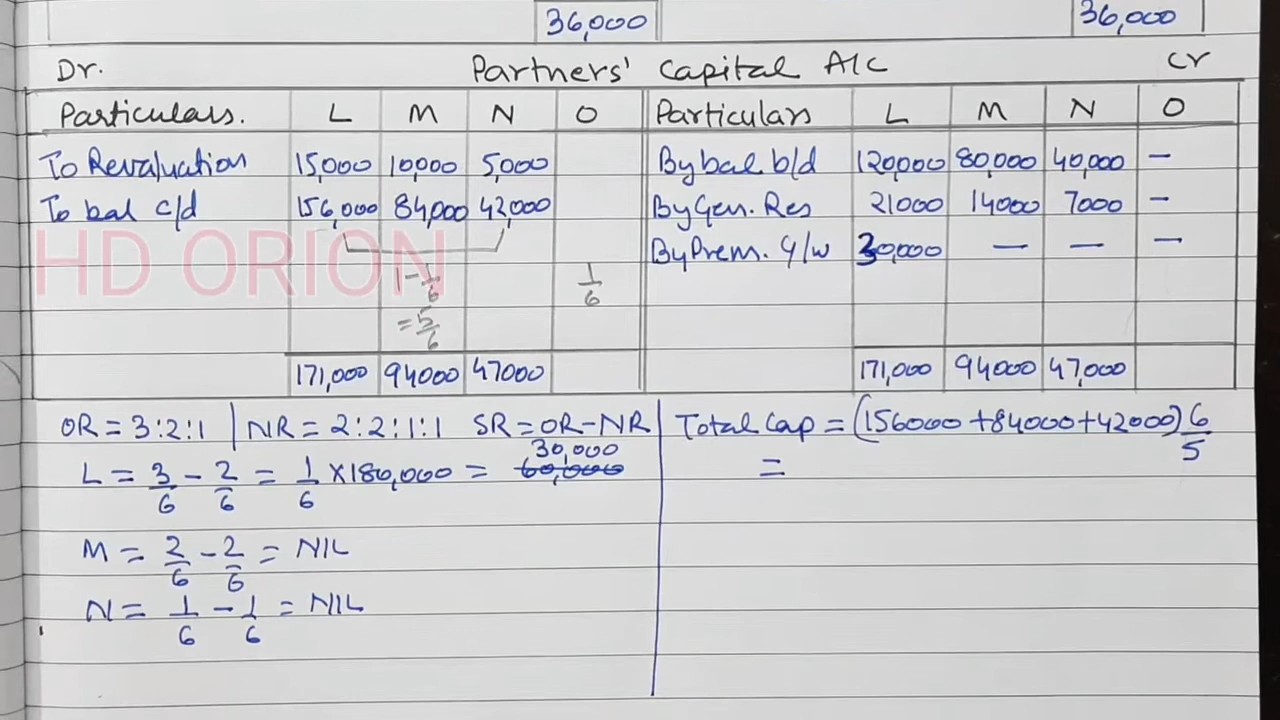 36,000 36,000
Dr. Partners' Capital A/C Cr
Particulars. L M N O Particulars L M N O
To Revaluation 15,000 10,000 5,000 By bal b/d 120,000 80,000 40,000 —
To bal c/d 156,000 84,000 42,000 By Gen. Res 21000 14000 7000 —
By Prem. G/w 30,000 — — —
HD ORION
1-1/6 1/6
=5/6
171,000 94000 47000 171,000 94000 47,000
OR = 3:2:1 | NR = 2:2:1:1 SR = OR-NR Total Cap = (156000+84000+42000) 6/5
30,000
L = 3/6 - 2/6 = 1/6 x 180,000 = 60,000 =
M = 2/6 - 2/6 = NIL
N = 1/6 - 1/6 = NIL